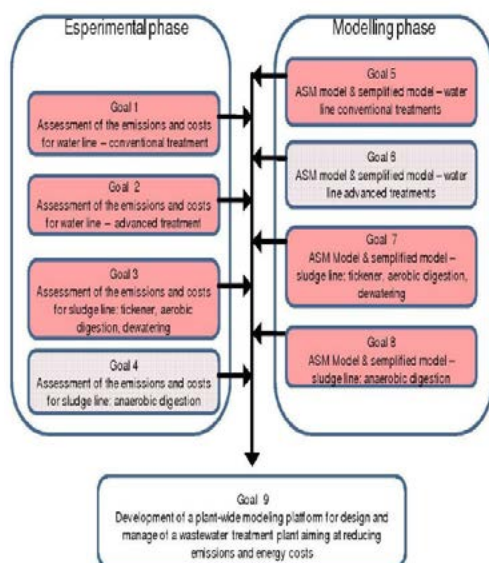 Experimental phase
Goal 1
Assessment of the emissions and costs
for water line – conventional treatment
Goal 2
Assessment of the emissions and costs
for water line – advanced treatment
Goal 3
Assessment of the emissions and costs
for sludge line: tickener, aerobic
digestion, dewatering
Goal 4
Assessment of the emissions and costs
for sludge line: anaerobic digestion
Modelling phase
Goal 5
ASM model & semplified model – water
line conventional treatments
Goal 6
ASM model & semplified model – water
line advanced treatments
Goal 7
ASM Model & semplified model –
sludge line: tickener, aerobic digestion,
dewatering
Goal 8
ASM Model & semplified model –
sludge line: anaerobic digestion
Goal 9
Development of a plant-wide modeling platform for design and
manage of a wastewater treatment plant aiming at reducing
emissions and energy costs